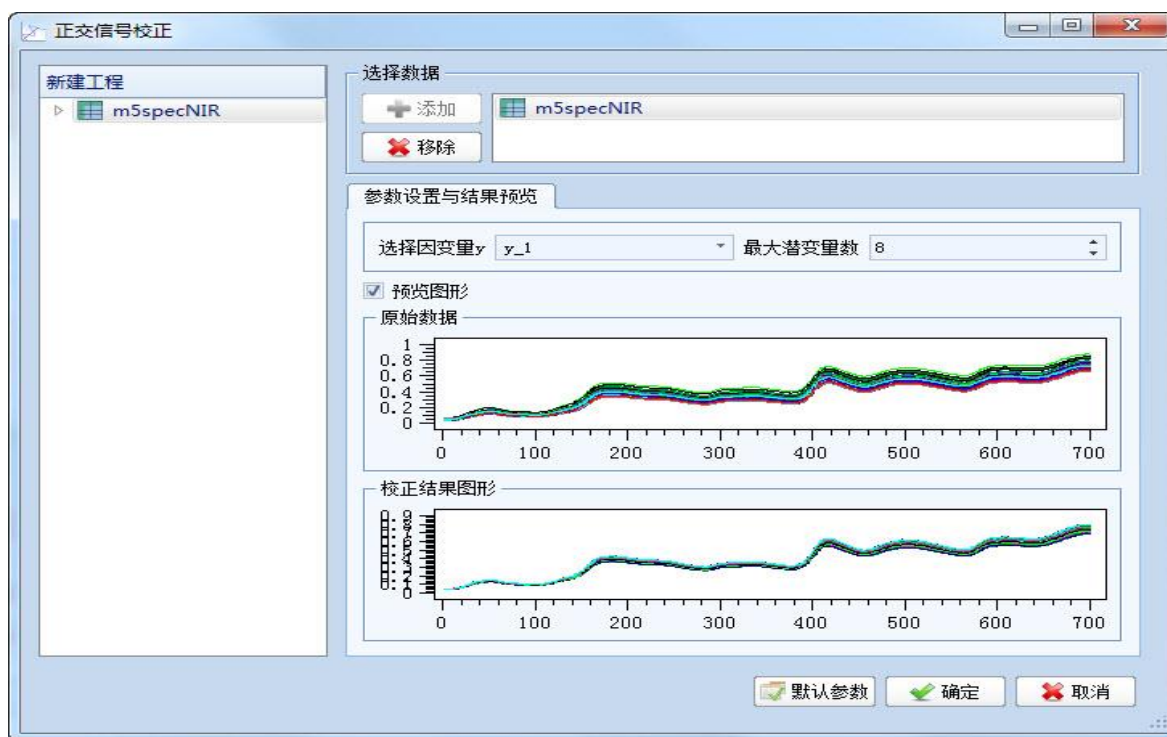 正交信号校正
新建工程
m5specNIR
选择数据
添加
m5specNIR
移除
参数设置与结果预览
选择因变量y y_1 最大潜变量数 8
预览图形
原始数据
1
0.8
0.6
0.4
0.2
0
0 100 200 300 400 500 600 700
校正结果图形
0 100 200 300 400 500 600 700
默认参数 确定 取消